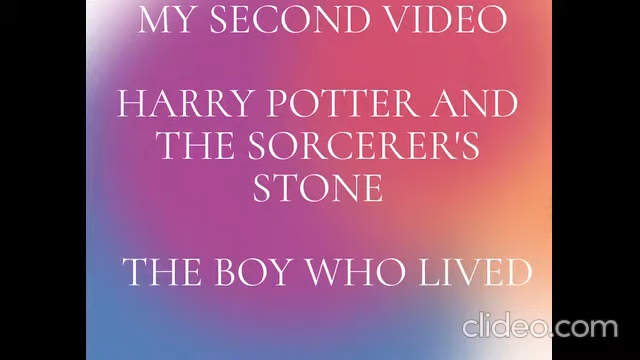 MY SECOND VIDEO
HARRY POTTER AND
THE SORCERER'S
STONE
THE BOY WHO LIVED
clideo.com